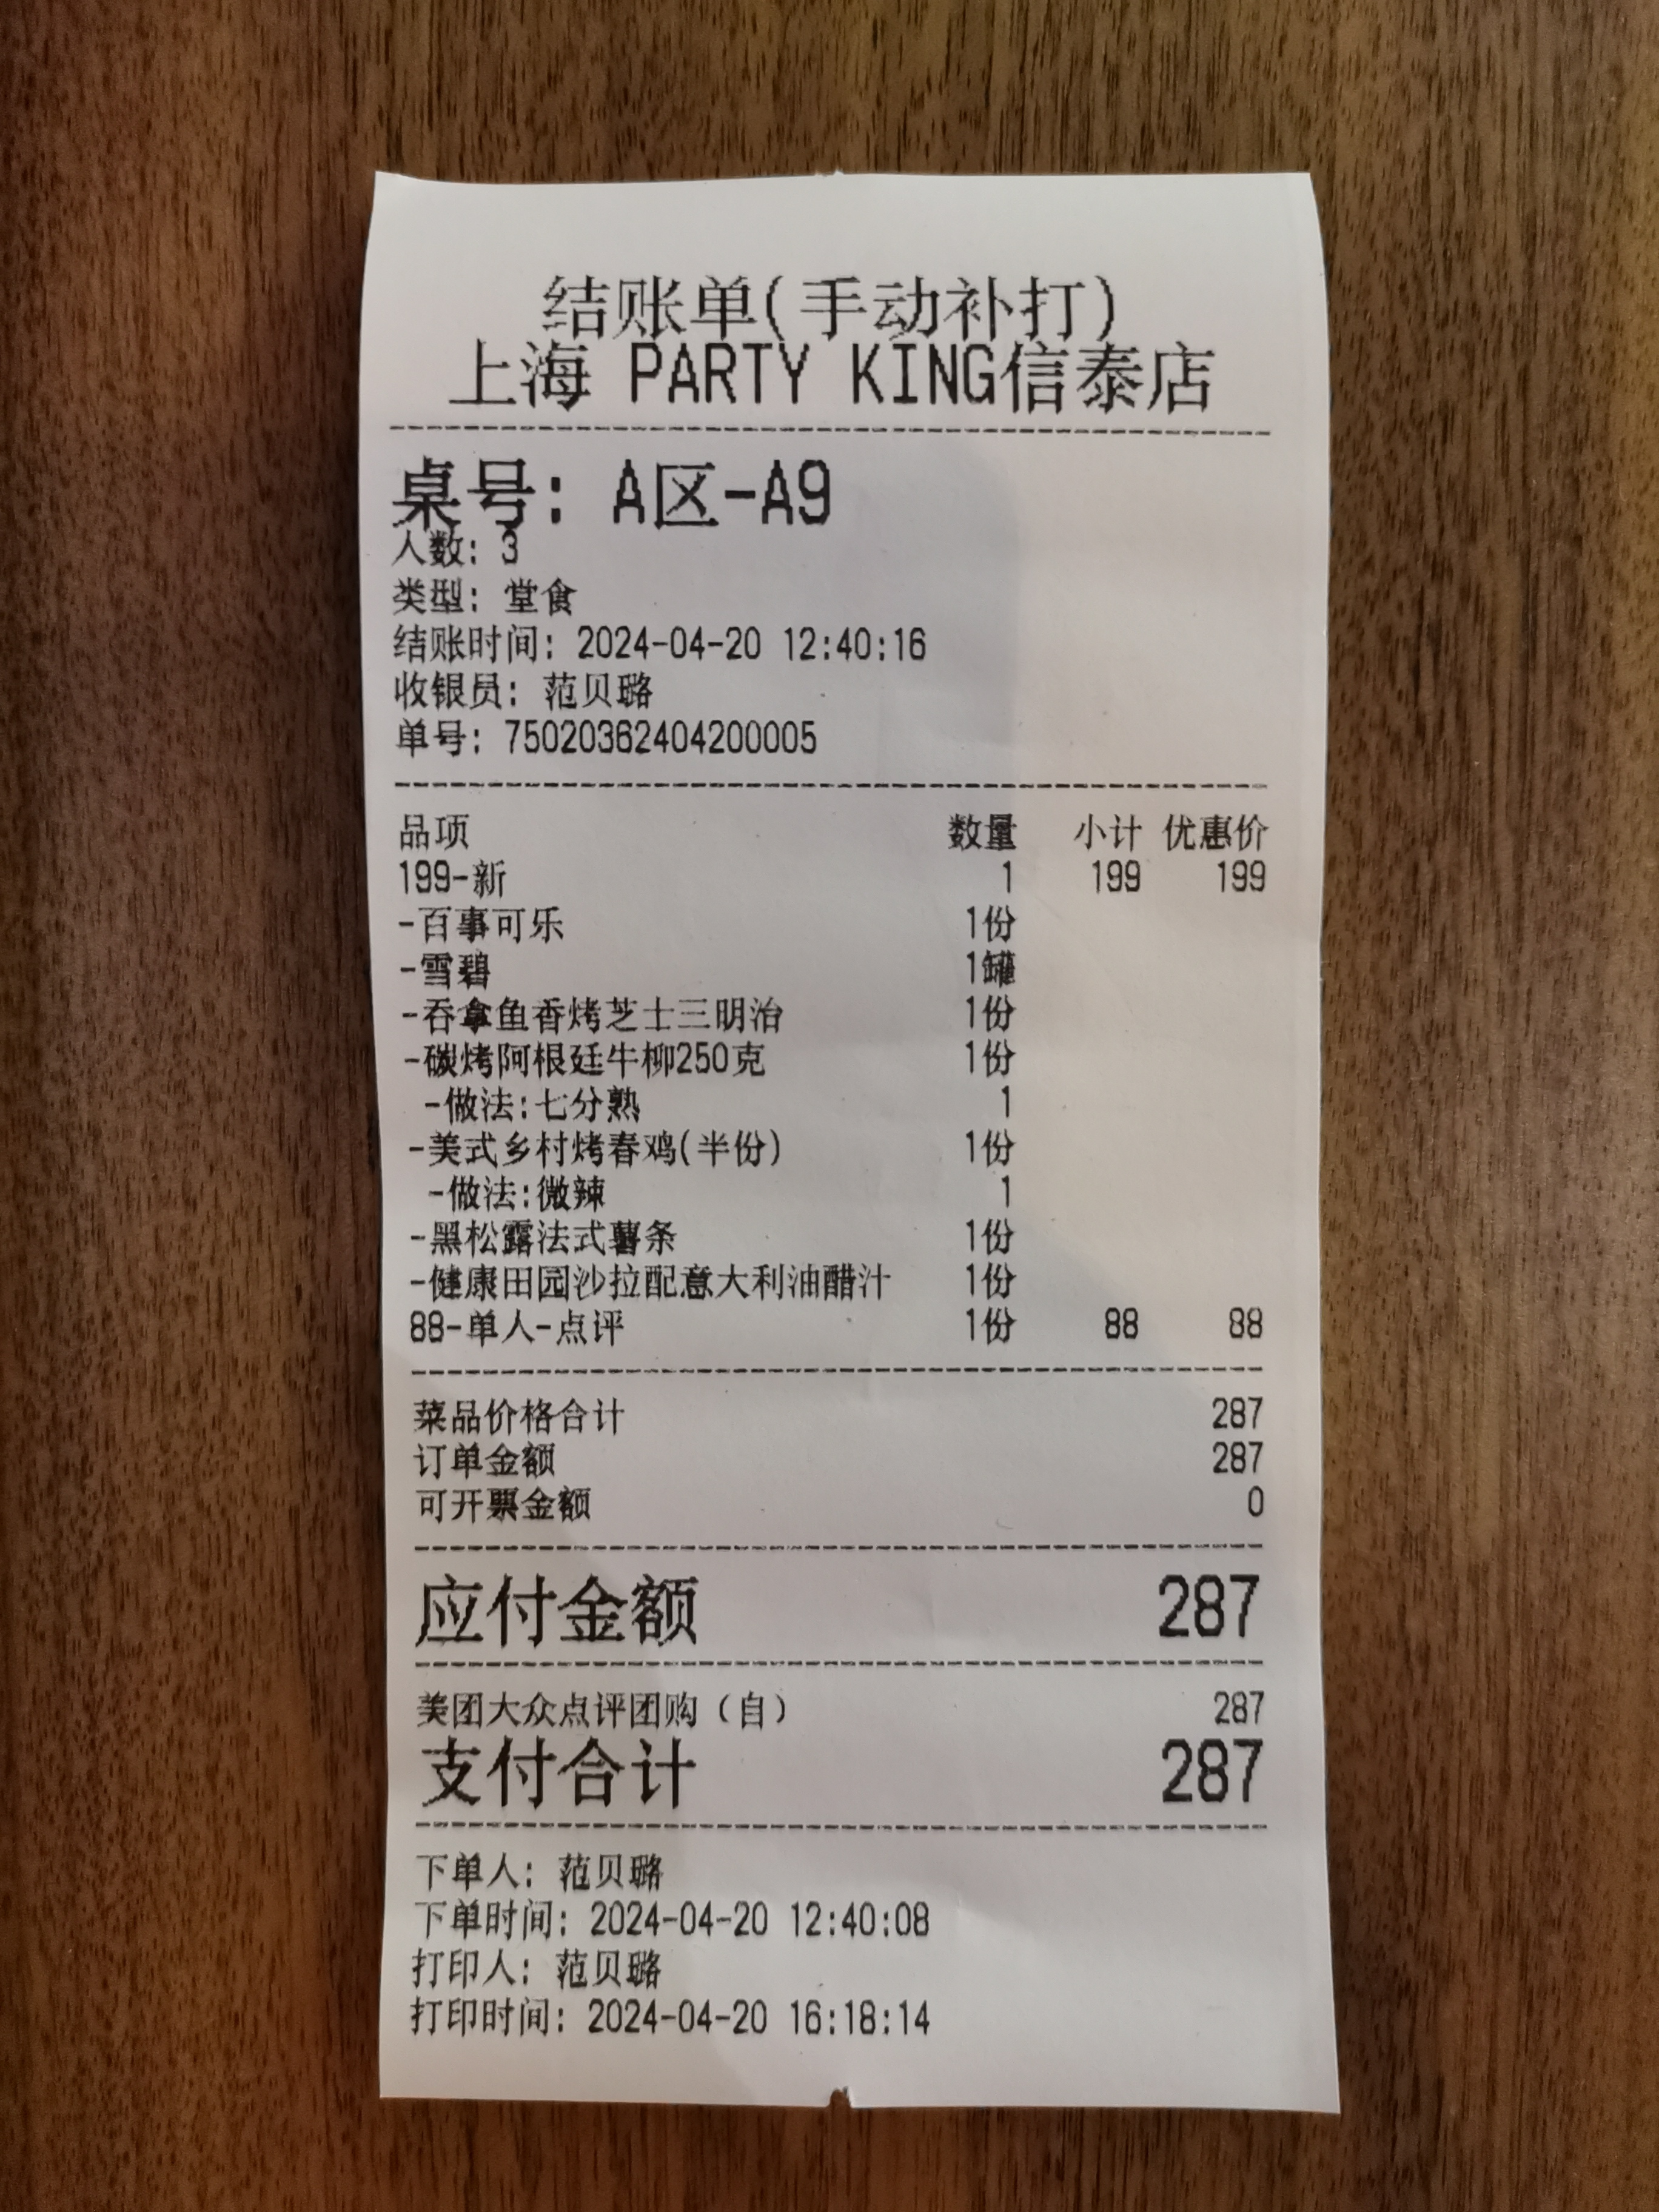 结账单(手动补打)
上海 PARTY KING信泰店
桌号: A区-A9
人数: 3
类型: 堂食
结账时间: 2024-04-20 12:40:16
收银员: 范贝璐
单号: 75020362404200005
品项 数量 小计 优惠价
199-新 1 199 199
-百事可乐 1份
-雪碧 1罐
-吞拿鱼香烤芝士三明治 1份
-碳烤阿根廷牛柳250克 1份
-做法:七分熟 1
-美式乡村烤春鸡(半份) 1份
-做法:微辣 1
-黑松露法式薯条 1份
-健康田园沙拉配意大利油醋汁 1份
88-单人-点评 1份 88 88
菜品价格合计 287
订单金额 287
可开票金额 0
应付金额 287
美团大众点评团购（自） 287
支付合计 287
下单人: 范贝璐
下单时间: 2024-04-20 12:40:08
打印人: 范贝璐
打印时间: 2024-04-20 16:18:14